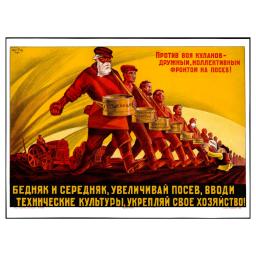 Против воя кулаков–
дружным, коллективным
фронтом на посев!
БЕДНЯК И СЕРЕДНЯК, УВЕЛИЧИВАЙ ПОСЕВ, ВВОДИ
ТЕХНИЧЕСКИЕ КУЛЬТУРЫ, УКРЕПЛЯЙ СВОЕ ХОЗЯЙСТВО!